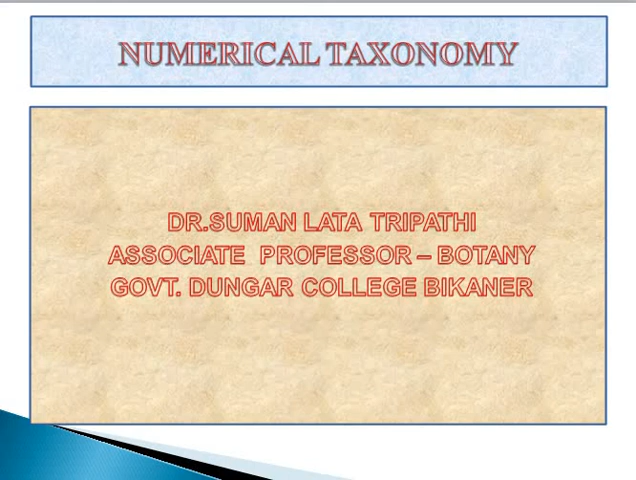 NUMERICAL TAXONOMY
DR.SUMAN LATA TRIPATHI
ASSOCIATE PROFESSOR – BOTANY
GOVT. DUNGAR COLLEGE BIKANER